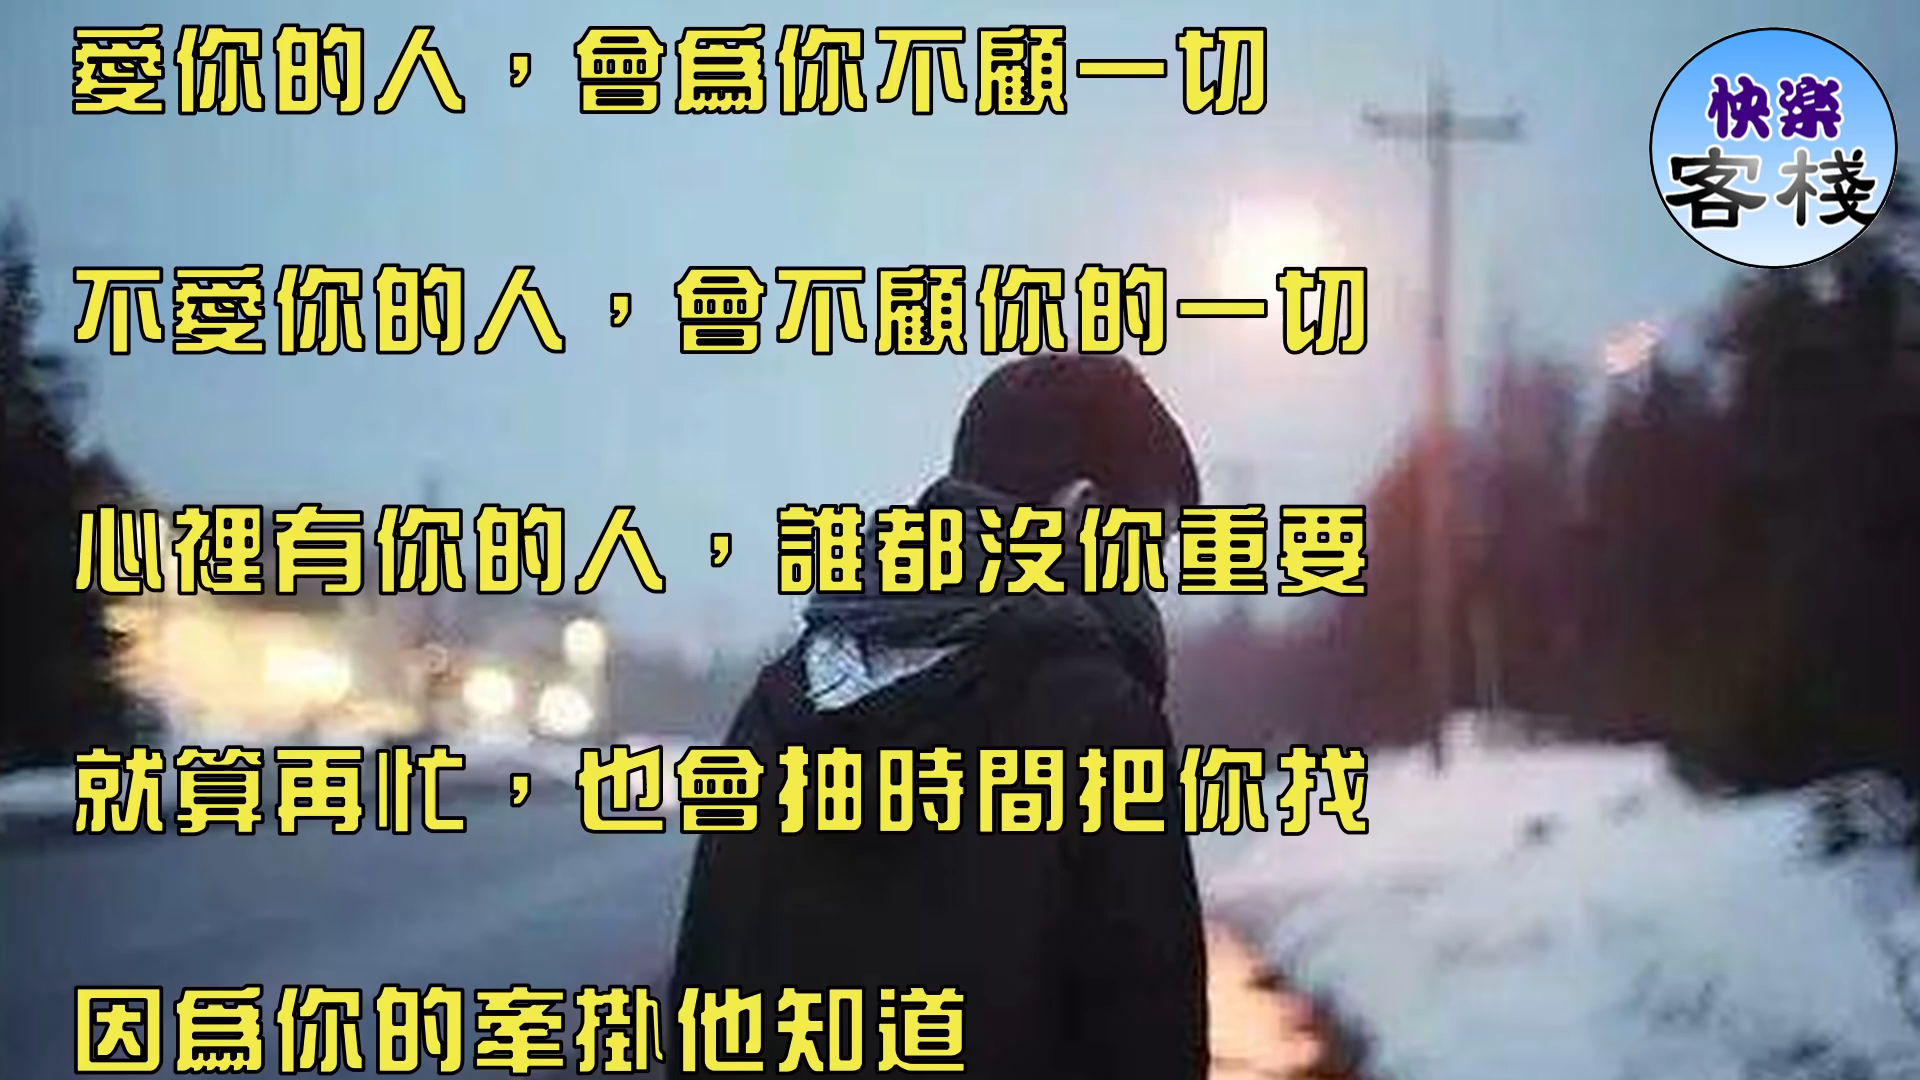 愛你的人，會爲你不顧一切
快樂
客棧
不愛你的人，會不顧你的一切
心裡有你的人，誰都沒你重要
就算再忙，也會抽時間把你找
因爲你的牽掛他知道